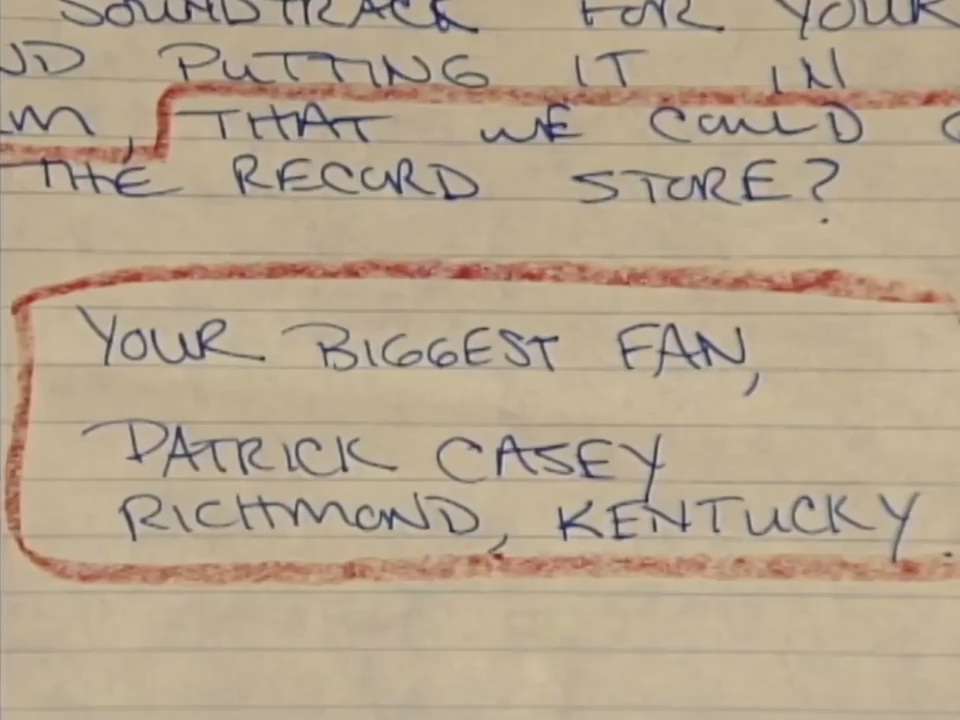 SOUNDTRACK FOR YOUR
PUTTING IT IN
, THAT WE COULD
THE RECORD STORE?
YOUR BIGGEST FAN,
PATRICK CASEY
RICHMOND, KENTUCKY.